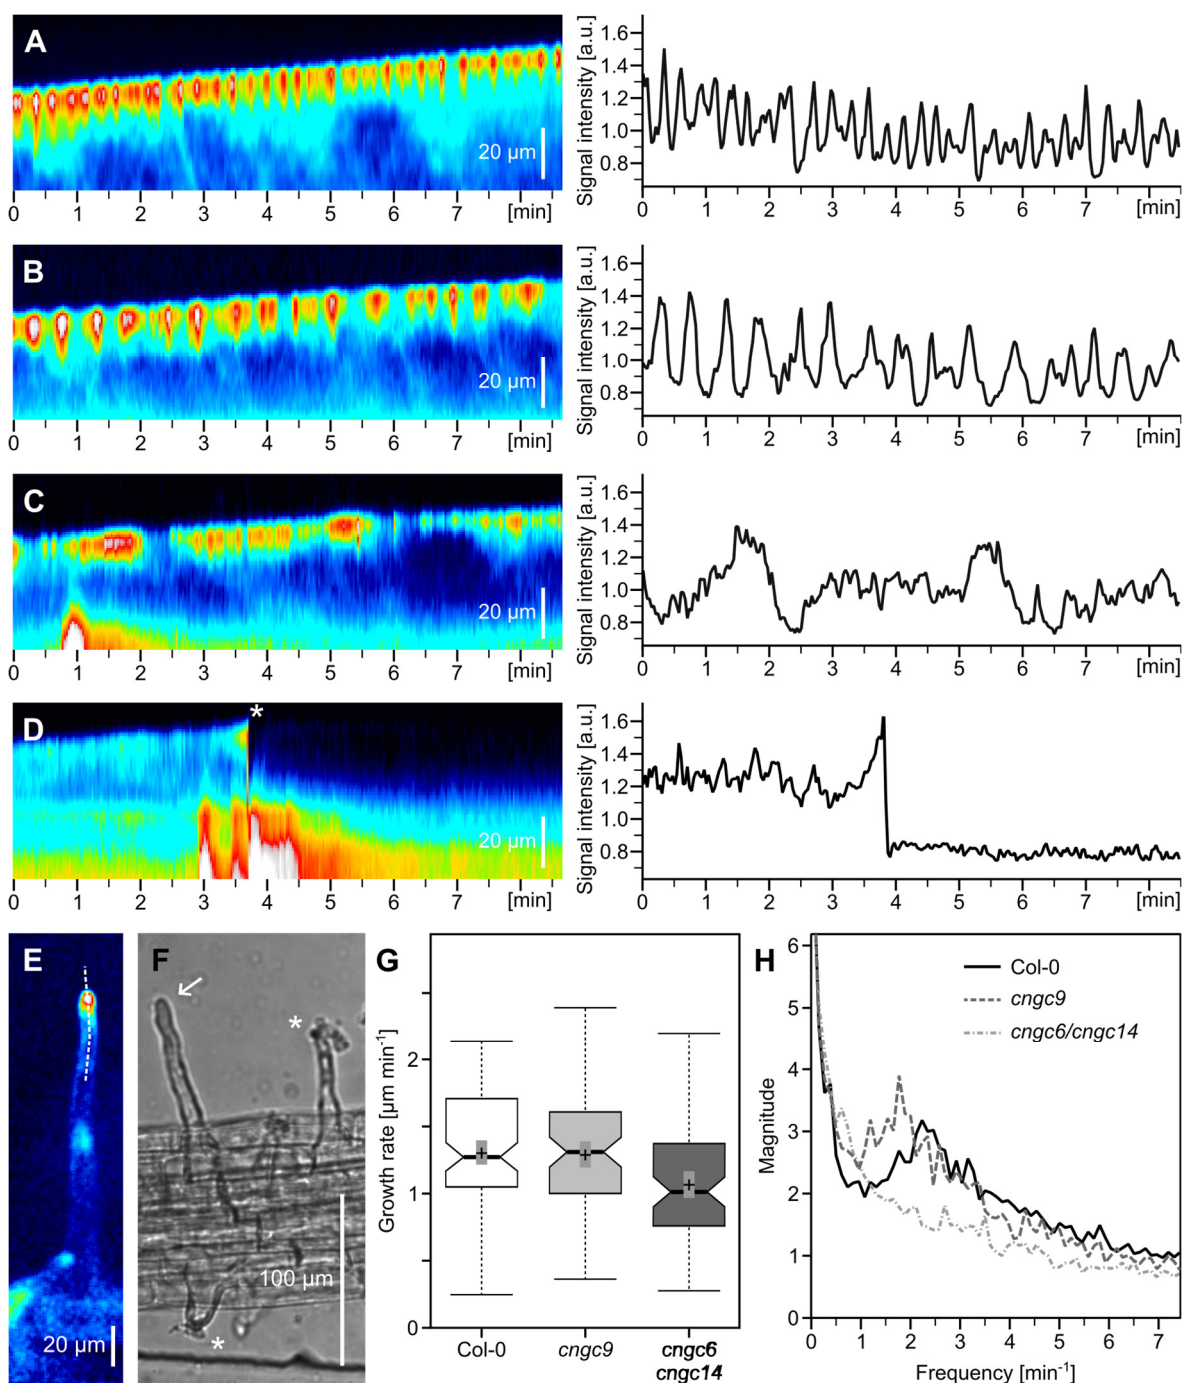 A
20 µm
0 1 2 3 4 5 6 7 [min]
Signal intensity [a.u.]
1.6
1.4
1.2
1.0
0.8
0 1 2 3 4 5 6 7 [min]
B
20 µm
0 1 2 3 4 5 6 7 [min]
Signal intensity [a.u.]
1.6
1.4
1.2
1.0
0.8
0 1 2 3 4 5 6 7 [min]
C
20 µm
0 1 2 3 4 5 6 7 [min]
Signal intensity [a.u.]
1.6
1.4
1.2
1.0
0.8
0 1 2 3 4 5 6 7 [min]
D
*
20 µm
0 1 2 3 4 5 6 7 [min]
Signal intensity [a.u.]
1.6
1.4
1.2
1.0
0.8
0 1 2 3 4 5 6 7 [min]
E
20 µm
F
*
100 µm
*
G
Growth rate [µm min⁻¹]
2
1
0
Col-0 cngc9 cngc6
cngc14
H
Col-0
cngc9
cngc6/cngc14
Magnitude
6
5
4
3
2
1
0
0 1 2 3 4 5 6 7
Frequency [min⁻¹]